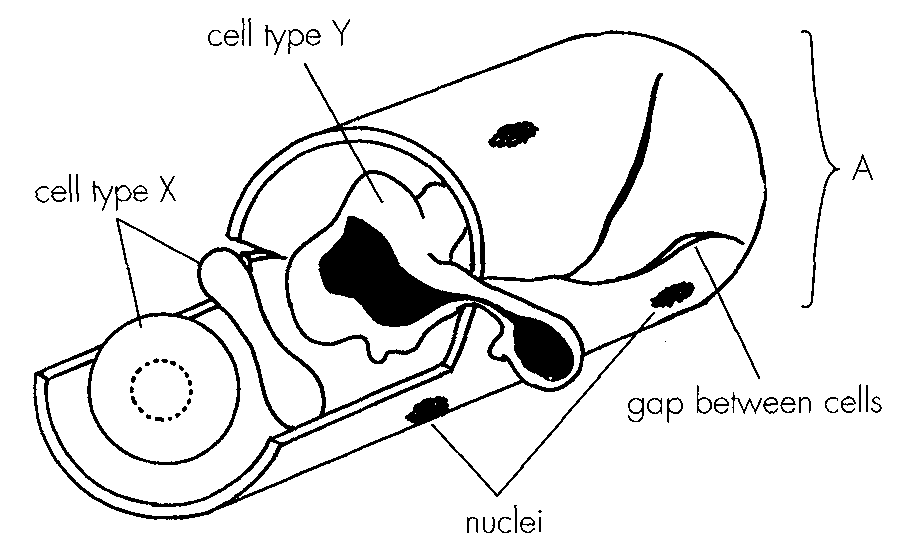 cell type Y
cell type X
A
gap between cells
nuclei